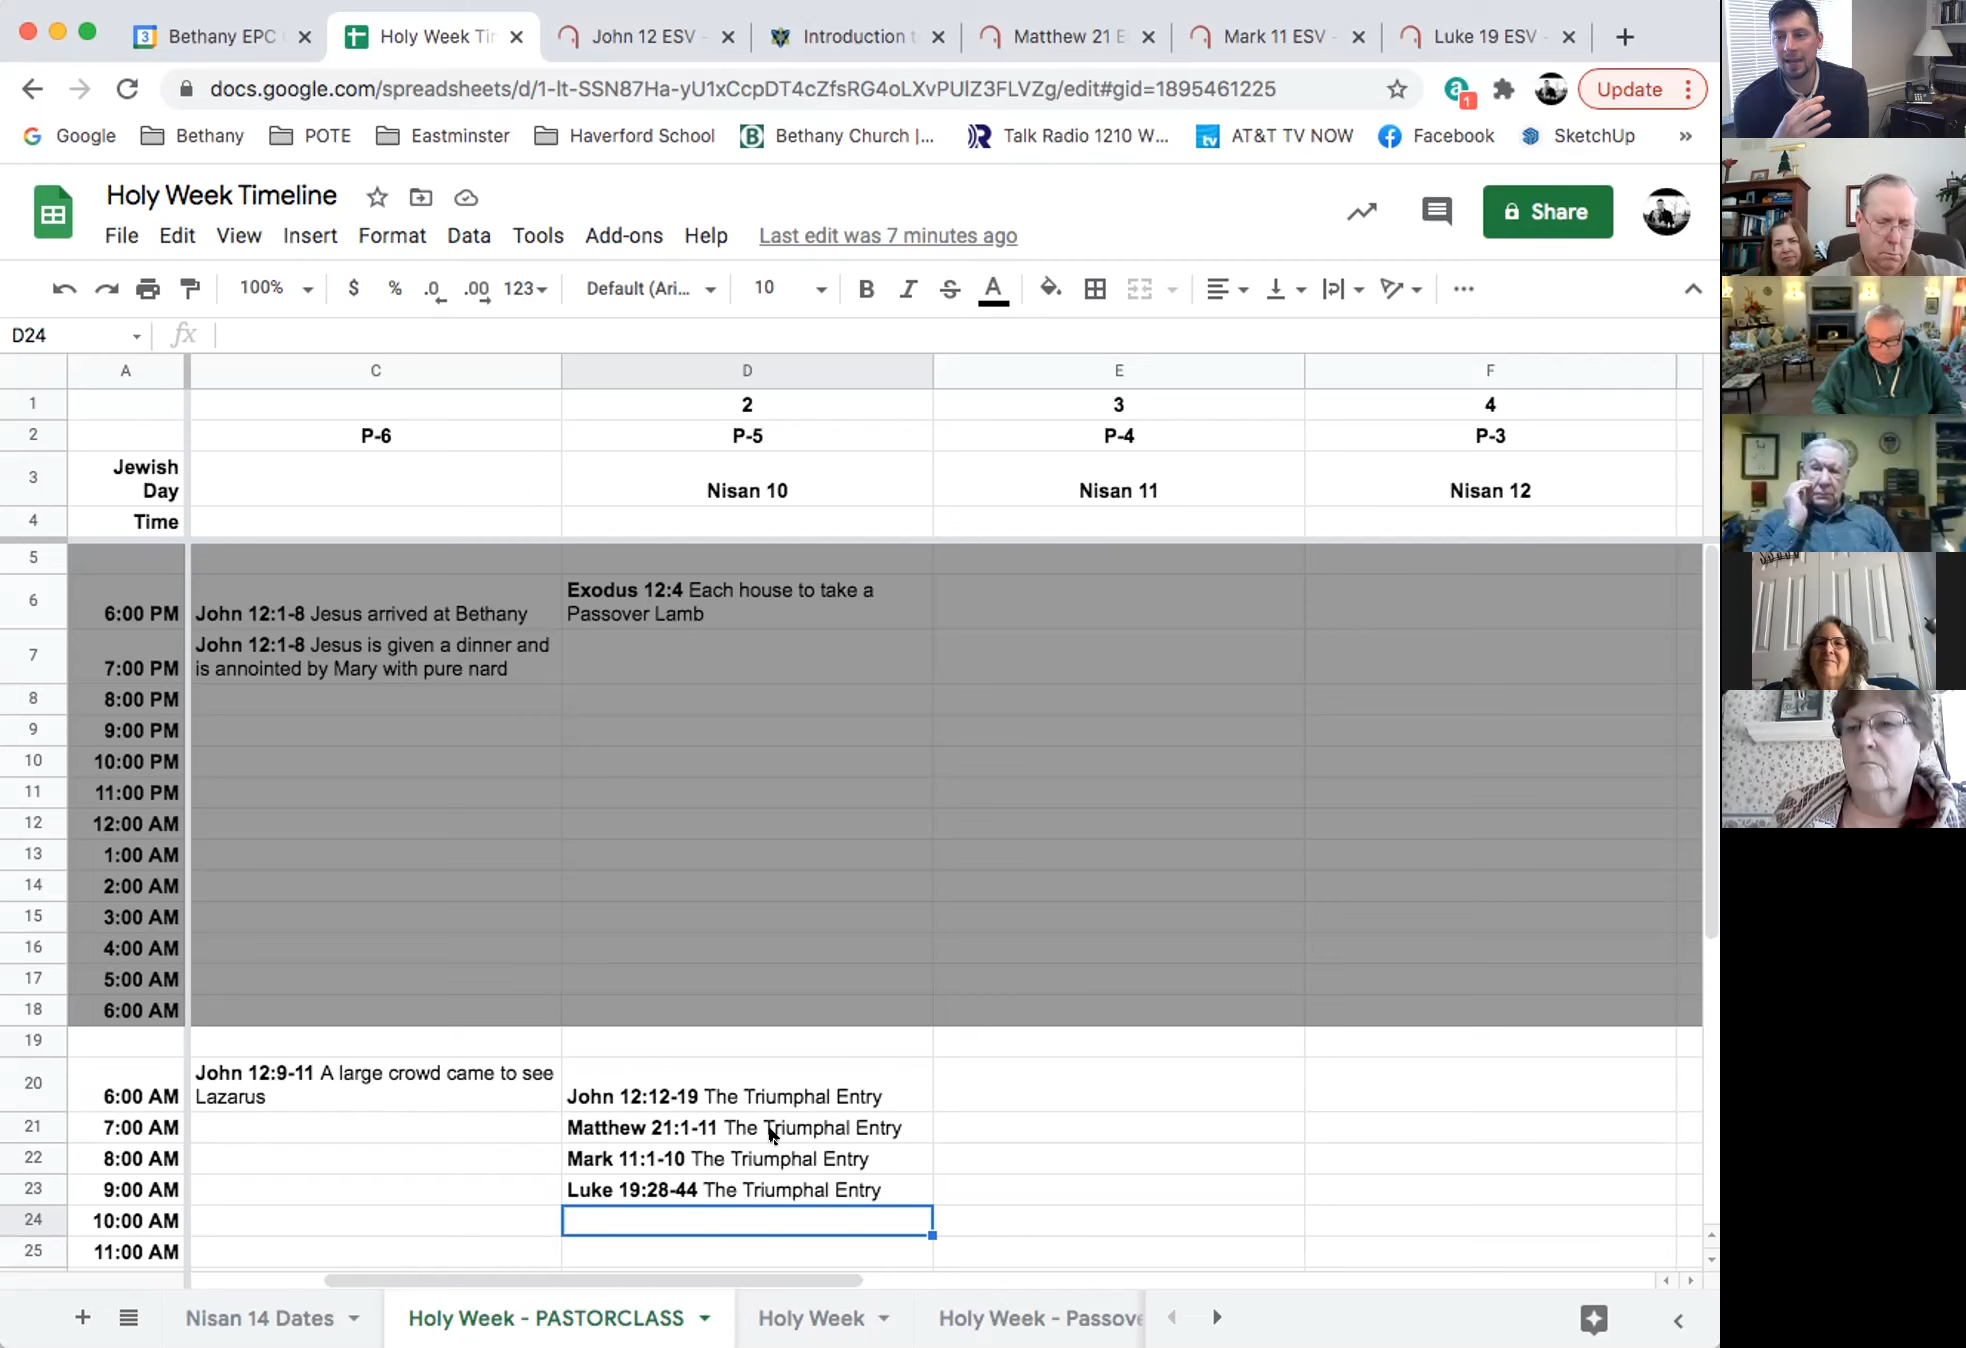 Bethany EPC
Holy Week Tir
John 12 ESV -
Introduction t
Matthew 21 E
Mark 11 ESV -
Luke 19 ESV -
docs.google.com/spreadsheets/d/1-lt-SSN87Ha-yU1xCcpDT4cZfsRG4oLXvPUIZ3FLVZg/edit#gid=1895461225
1
Update
Google
Bethany
POTE
Eastminster
Haverford School
Bethany Church |...
Talk Radio 1210 W...
AT&T TV NOW
Facebook
SketchUp
»
Holy Week Timeline
Share
File Edit View Insert Format Data Tools Add-ons Help Last edit was 7 minutes ago
100% $ % .0 .00 123 Default (Ari... 10 B I S A
D24 fx
A C D E F
1 2 3 4
2 P-6 P-5 P-4 P-3
3 Jewish
Day Nisan 10 Nisan 11 Nisan 12
4 Time
5
6 6:00 PM John 12:1-8 Jesus arrived at Bethany Exodus 12:4 Each house to take a
Passover Lamb
7 7:00 PM John 12:1-8 Jesus is given a dinner and
is annointed by Mary with pure nard
8 8:00 PM
9 9:00 PM
10 10:00 PM
11 11:00 PM
12 12:00 AM
13 1:00 AM
14 2:00 AM
15 3:00 AM
16 4:00 AM
17 5:00 AM
18 6:00 AM
19
20 6:00 AM John 12:9-11 A large crowd came to see
Lazarus John 12:12-19 The Triumphal Entry
21 7:00 AM Matthew 21:1-11 The Triumphal Entry
22 8:00 AM Mark 11:1-10 The Triumphal Entry
23 9:00 AM Luke 19:28-44 The Triumphal Entry
24 10:00 AM
25 11:00 AM
Nisan 14 Dates Holy Week - PASTORCLASS Holy Week Holy Week - Passove